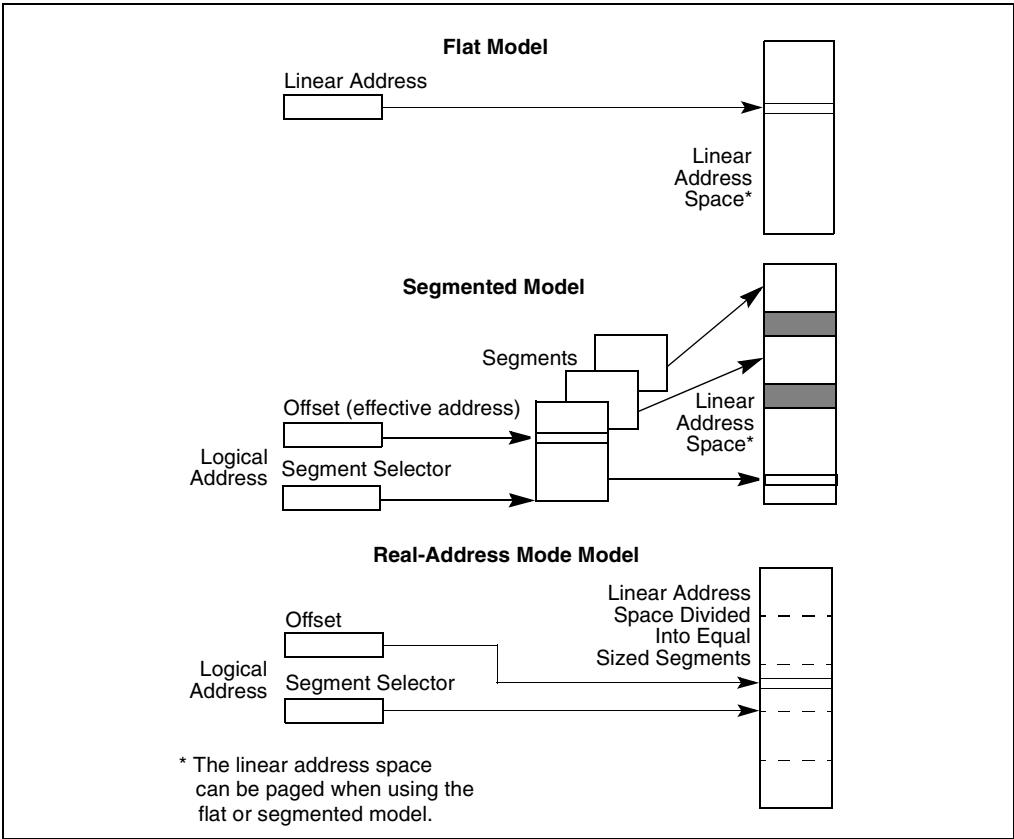 Flat Model
Linear Address
Linear
Address
Space*
Segmented Model
Segments
Offset (effective address)
Logical
Address
Segment Selector
Linear
Address
Space*
Real-Address Mode Model
Offset
Logical
Address
Segment Selector
Linear Address
Space Divided
Into Equal
Sized Segments
* The linear address space
can be paged when using the
flat or segmented model.